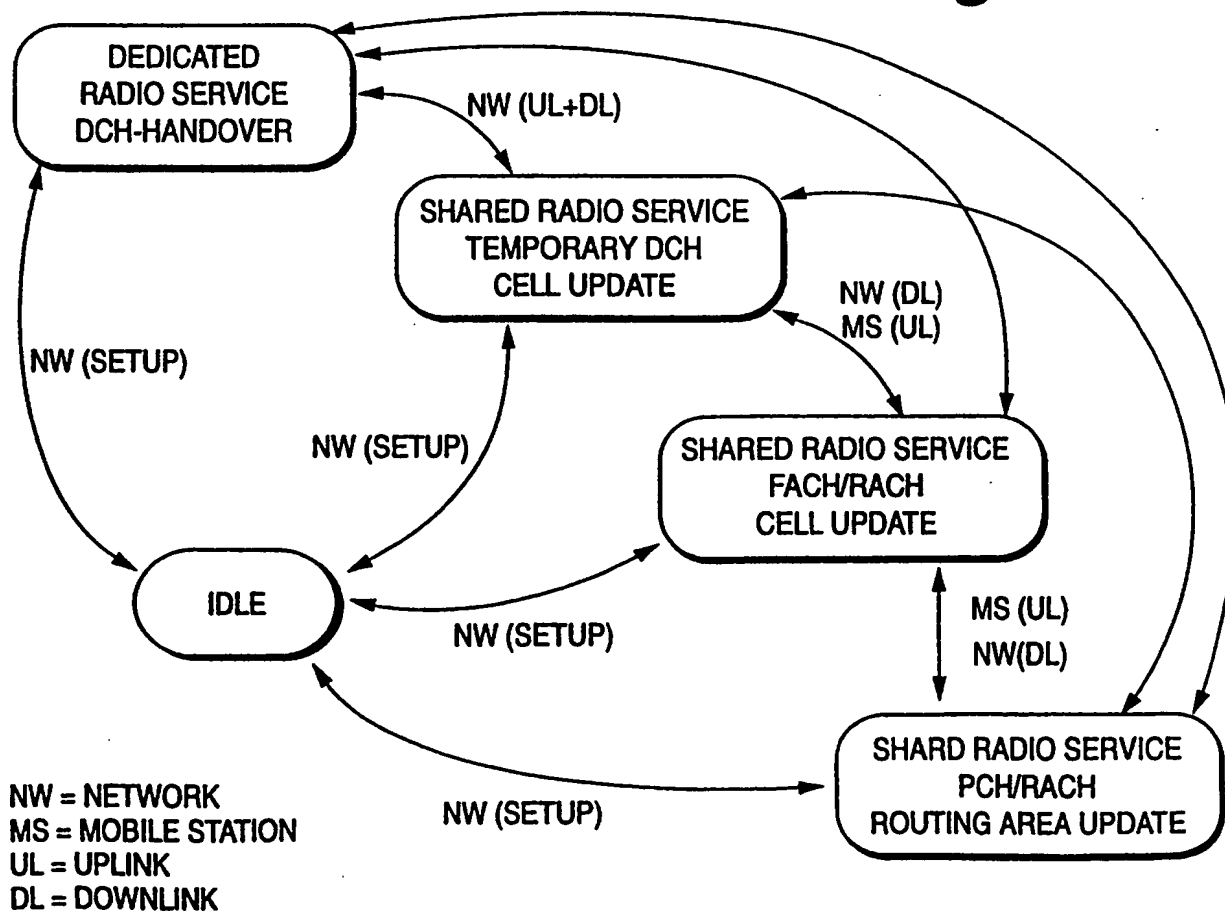 DEDICATED
RADIO SERVICE
DCH-HANDOVER
NW (UL+DL)
SHARED RADIO SERVICE
TEMPORARY DCH
CELL UPDATE
NW (DL)
MS (UL)
NW (SETUP)
NW (SETUP)
SHARED RADIO SERVICE
FACH/RACH
CELL UPDATE
IDLE
NW (SETUP)
MS (UL)
NW(DL)
SHARD RADIO SERVICE
PCH/RACH
ROUTING AREA UPDATE
NW (SETUP)
NW = NETWORK
MS = MOBILE STATION
UL = UPLINK
DL = DOWNLINK